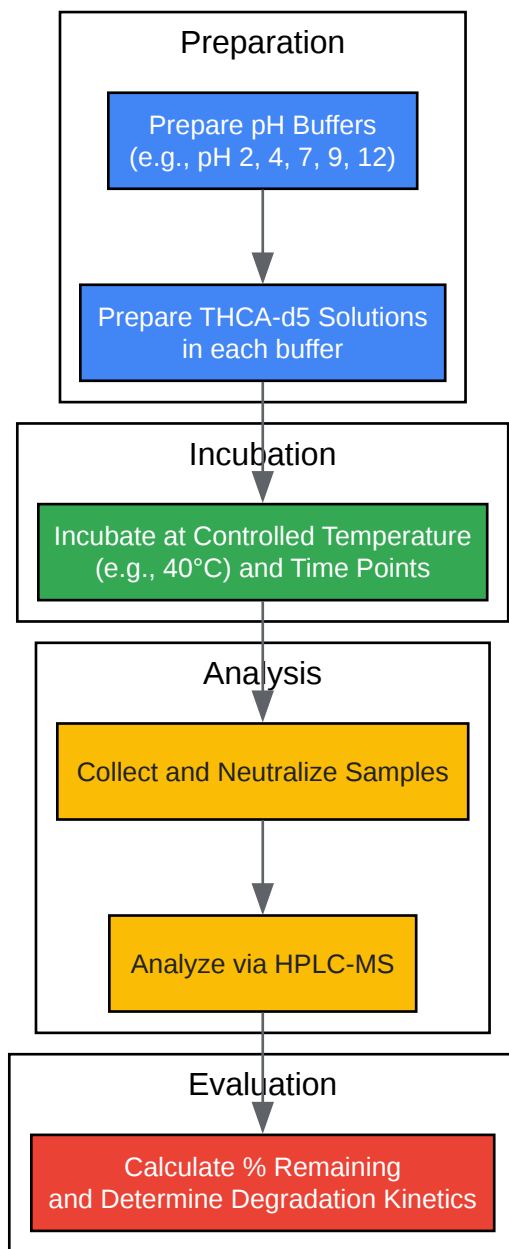 Preparation
Prepare pH Buffers
(e.g., pH 2, 4, 7, 9, 12)
Prepare THCA-d5 Solutions
in each buffer
Incubation
Incubate at Controlled Temperature
(e.g., 40°C) and Time Points
Analysis
Collect and Neutralize Samples
Analyze via HPLC-MS
Evaluation
Calculate % Remaining
and Determine Degradation Kinetics